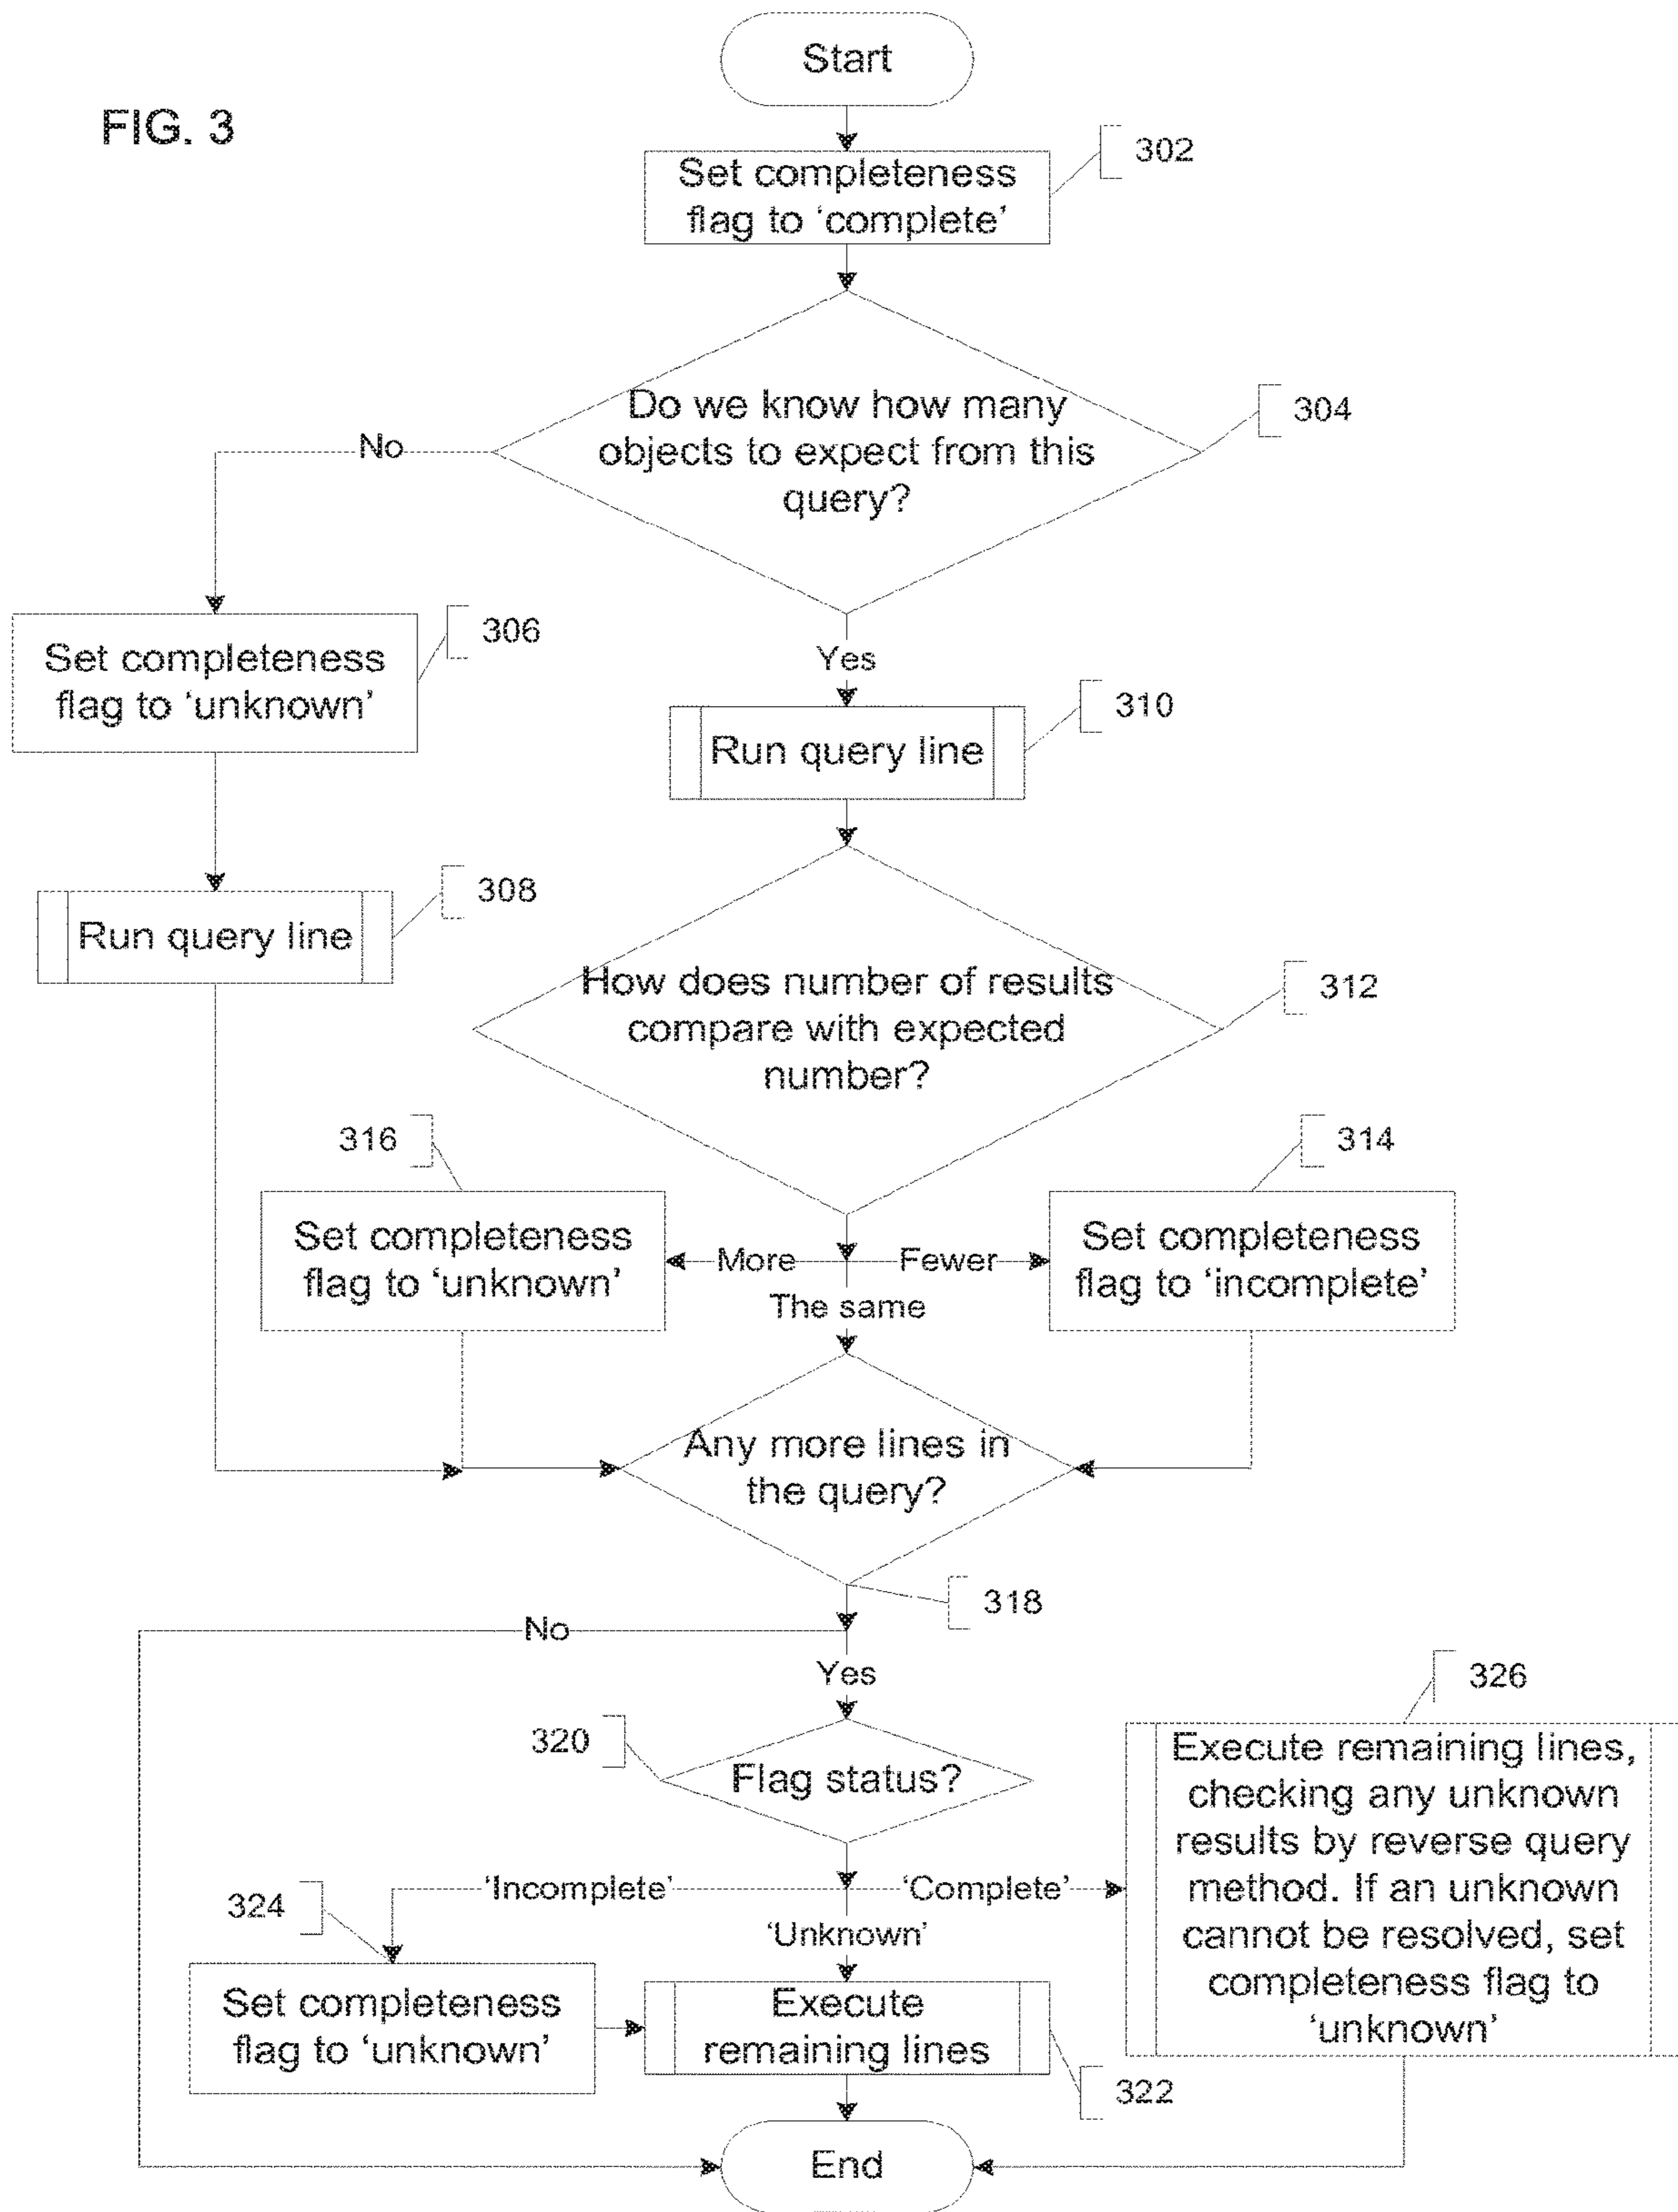 FIG. 3
Start
302
Set completeness
flag to ‘complete’
304
Do we know how many
objects to expect from this
query?
No
Yes
306
Set completeness
flag to ‘unknown’
310
Run query line
308
Run query line
312
How does number of results
compare with expected
number?
316
314
Set completeness
flag to ‘unknown’
More
Fewer
The same
Set completeness
flag to ‘incomplete’
Any more lines in
the query?
318
No
Yes
320
Flag status?
326
Execute remaining lines,
checking any unknown
results by reverse query
method. If an unknown
cannot be resolved, set
completeness flag to
‘unknown’
‘Incomplete’
‘Complete’
‘Unknown’
324
Set completeness
flag to ‘unknown’
Execute
remaining lines
322
End